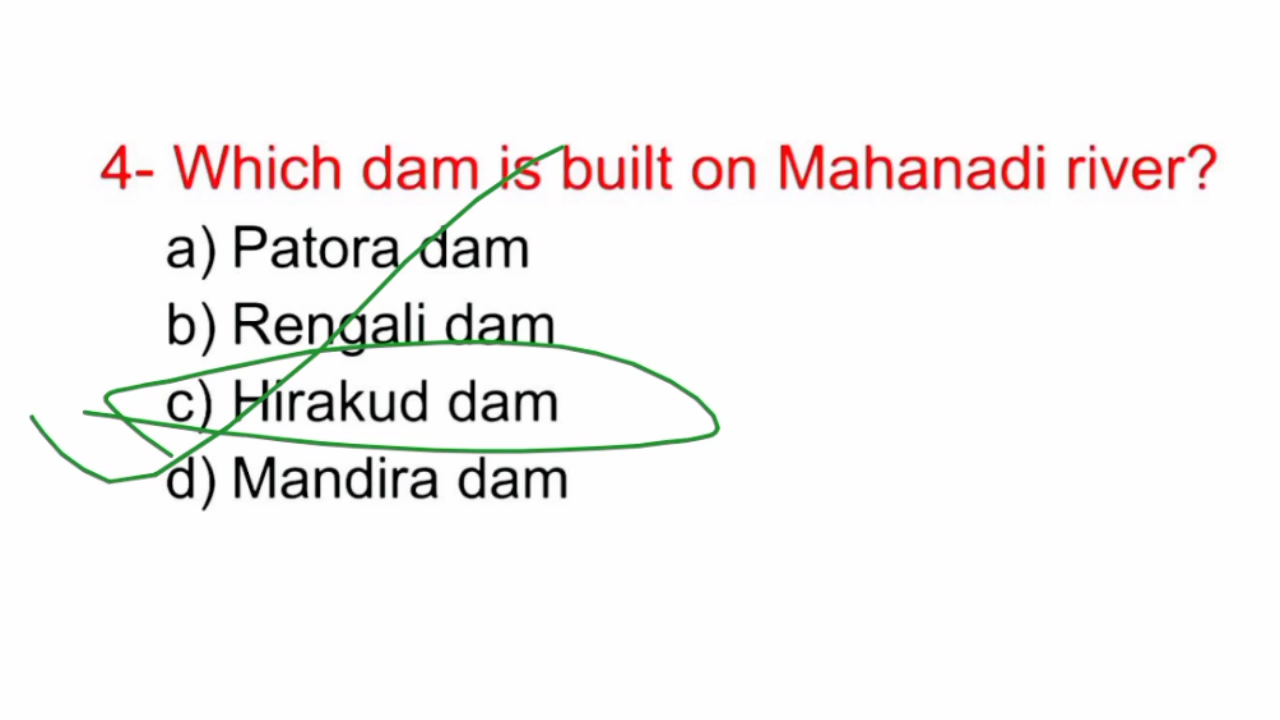 4- Which dam is built on Mahanadi river?
a) Patora dam
b) Rengali dam
c) Hirakud dam
d) Mandira dam